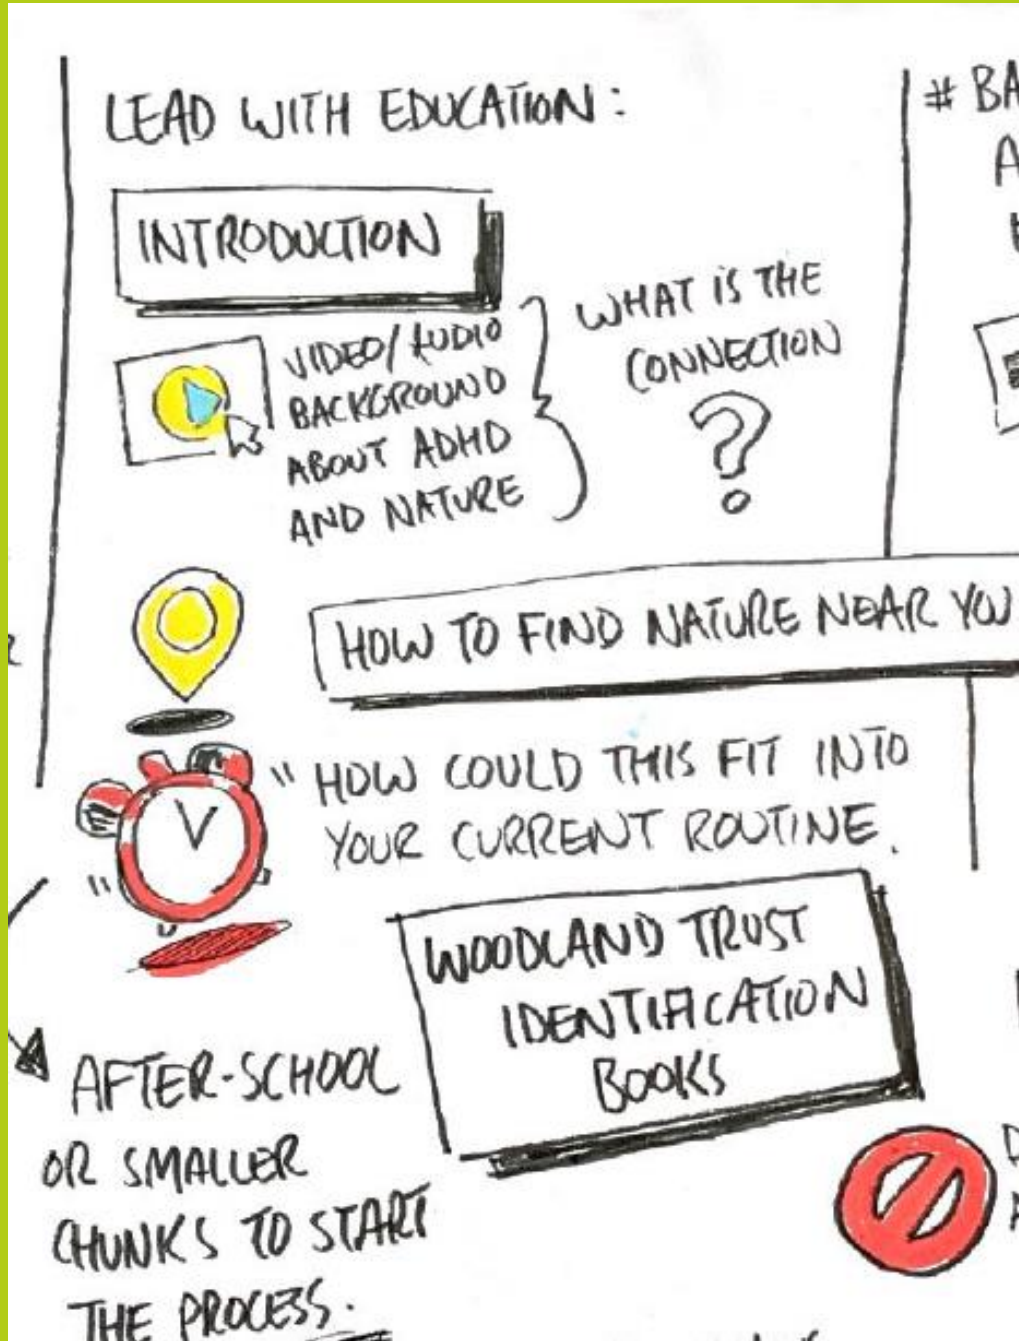 LEAD WITH EDUCATION:
INTRODUCTION
VIDEO/AUDIO
BACKGROUND
ABOUT ADHD
AND NATURE
WHAT IS THE
CONNECTION
?
HOW TO FIND NATURE NEAR YOU
"HOW COULD THIS FIT INTO
YOUR CURRENT ROUTINE.
WOODLAND TRUST
IDENTIFICATION
BOOKS
AFTER-SCHOOL
OR SMALLER
CHUNKS TO START
THE PROCESS.